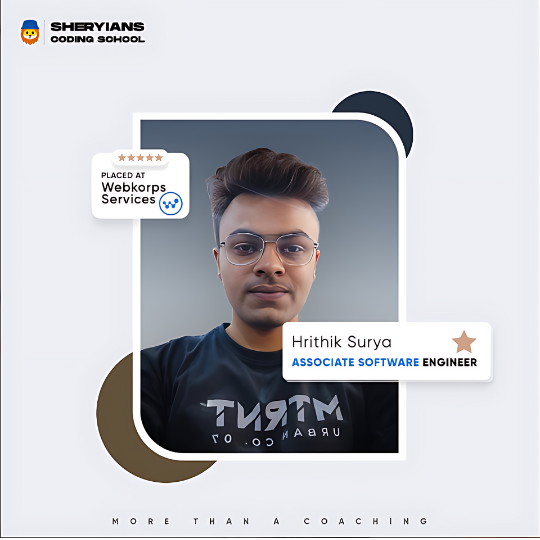 SHERYIANS
CODING SCHOOL
PLACED AT
Webkorps
Services
Hrithik Surya
ASSOCIATE SOFTWARE ENGINEER
MTRNT
URBAN CO. 07
MORE THAN A COACHING